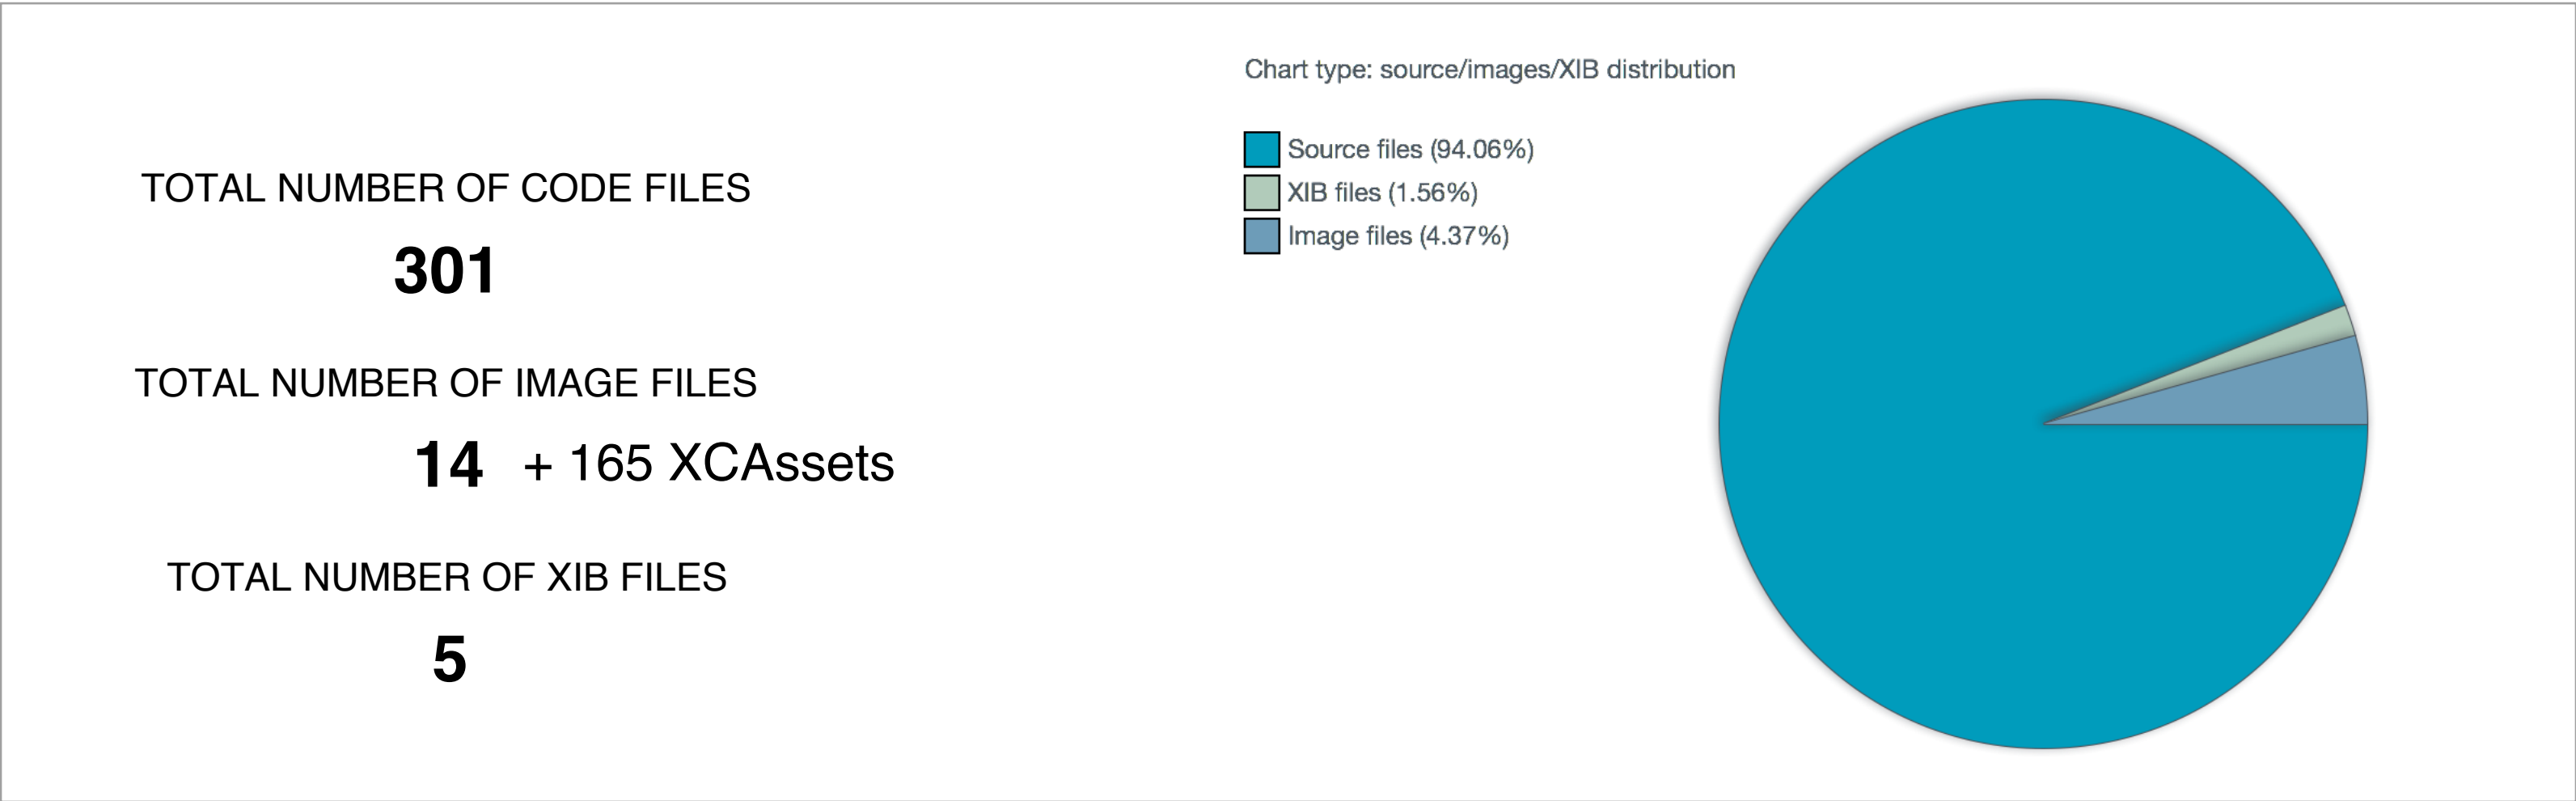 TOTAL NUMBER OF CODE FILES
301
TOTAL NUMBER OF IMAGE FILES
14 + 165 XCAssets
TOTAL NUMBER OF XIB FILES
5
Chart type: source/images/XIB distribution
Source files (94.06%)
XIB files (1.56%)
Image files (4.37%)